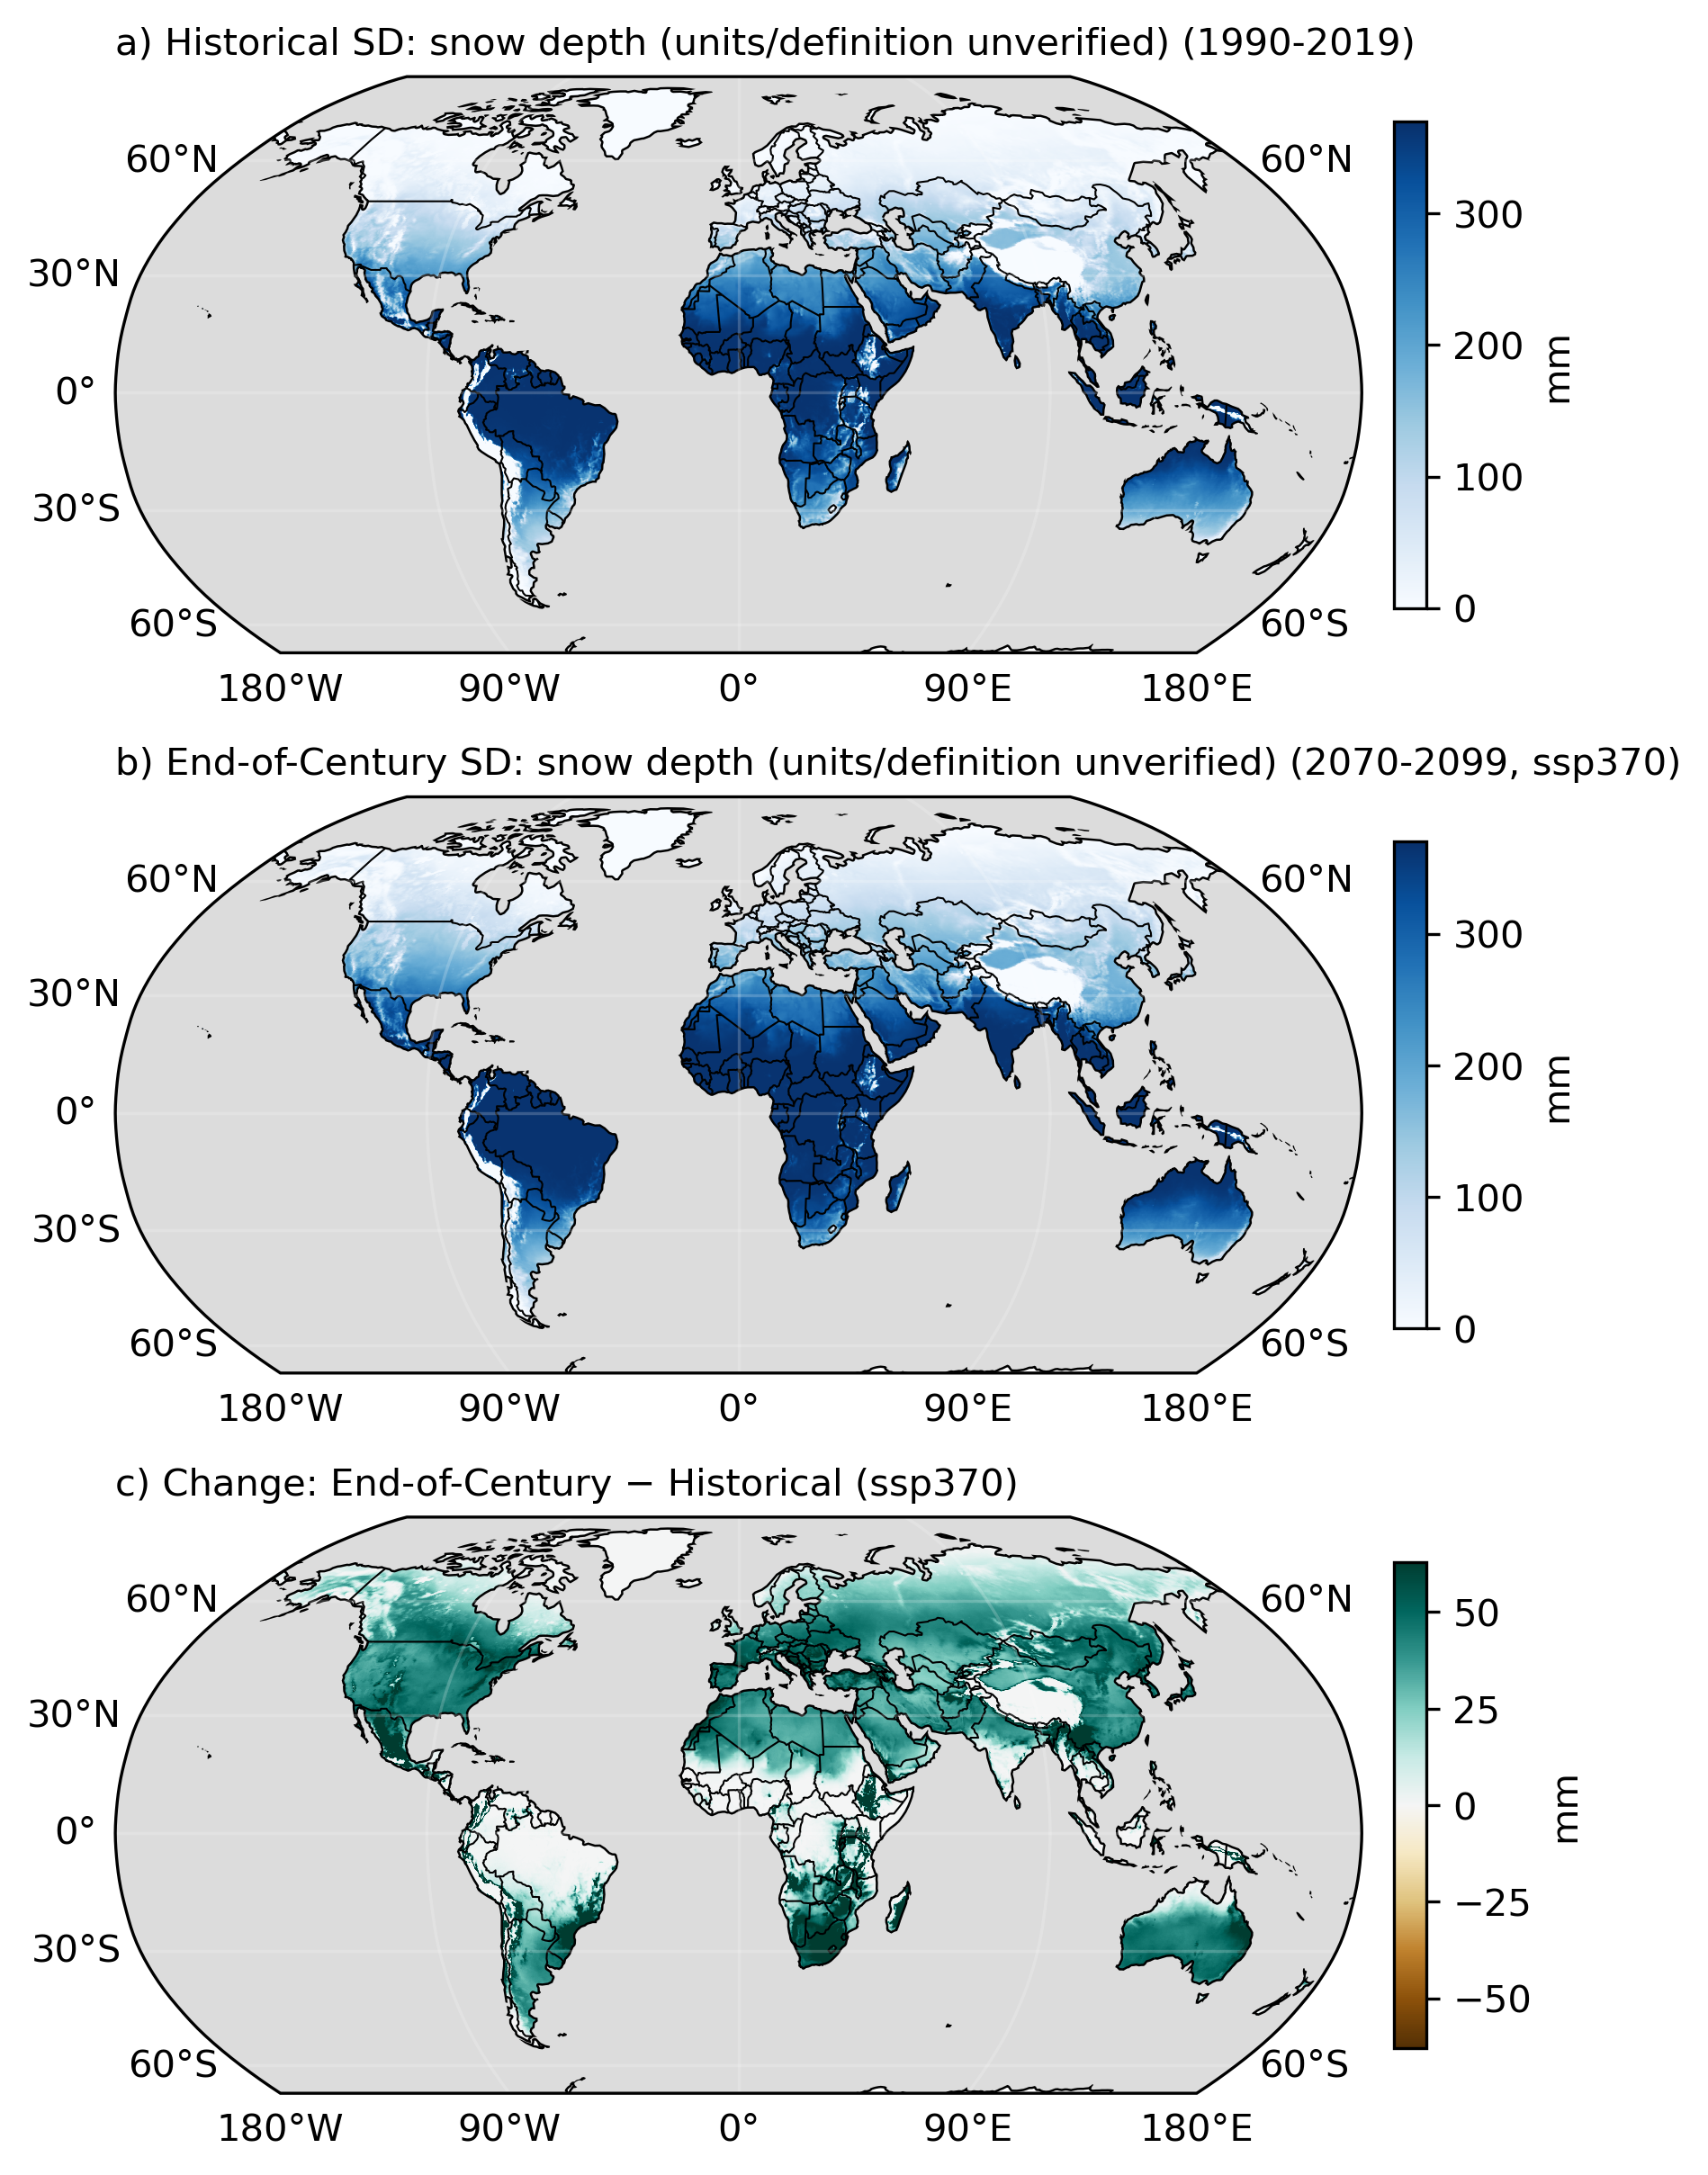 a) Historical SD: snow depth (units/definition unverified) (1990-2019)
60°N
60°N
30°N
0°
30°S
60°S
60°S
180°W
90°W
0°
90°E
180°E
300
200
100
0
mm
b) End-of-Century SD: snow depth (units/definition unverified) (2070-2099, ssp370)
60°N
60°N
30°N
0°
30°S
60°S
60°S
180°W
90°W
0°
90°E
180°E
300
200
100
0
mm
c) Change: End-of-Century − Historical (ssp370)
60°N
60°N
30°N
0°
30°S
60°S
60°S
180°W
90°W
0°
90°E
180°E
50
25
0
−25
−50
mm